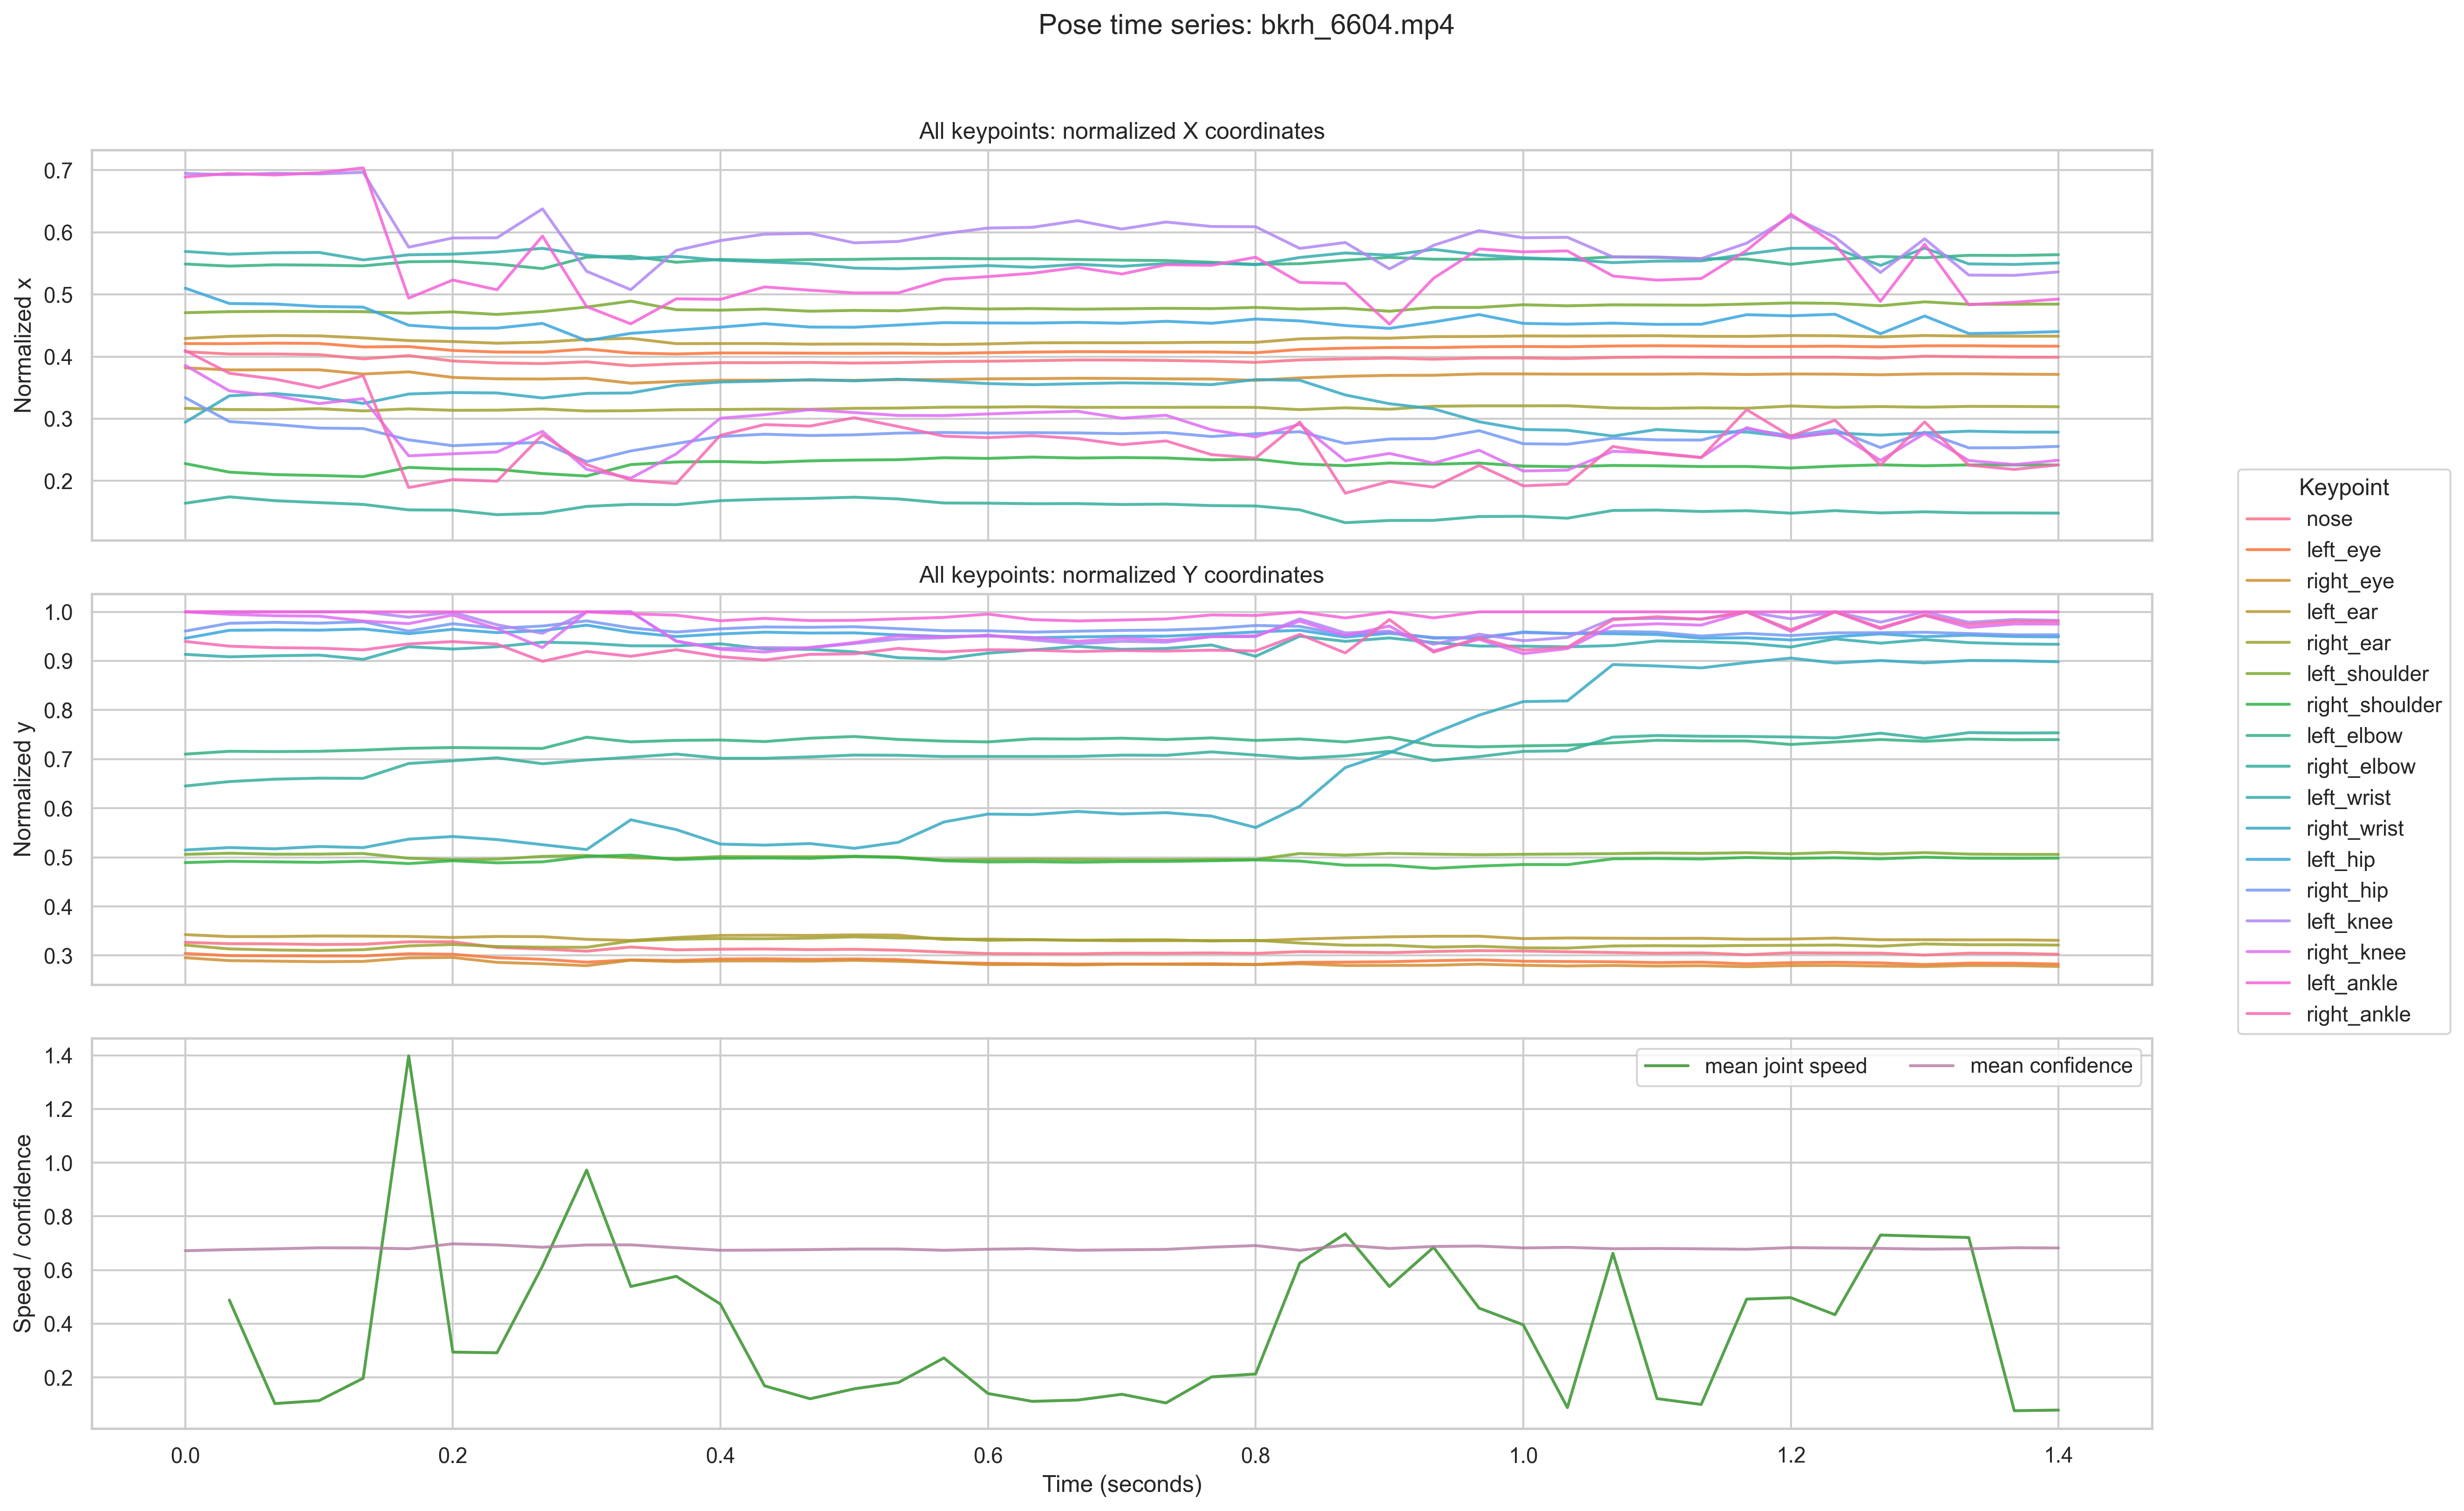 Pose time series: bkrh_6604.mp4
All keypoints: normalized X coordinates
Normalized x
0.7
0.6
0.5
0.4
0.3
0.2
All keypoints: normalized Y coordinates
Normalized y
1.0
0.9
0.8
0.7
0.6
0.5
0.4
0.3
Keypoint
nose
left_eye
right_eye
left_ear
right_ear
left_shoulder
right_shoulder
left_elbow
right_elbow
left_wrist
right_wrist
left_hip
right_hip
left_knee
right_knee
left_ankle
right_ankle
Speed / confidence
1.4
1.2
1.0
0.8
0.6
0.4
0.2
mean joint speed mean confidence
0.0 0.2 0.4 0.6 0.8 1.0 1.2 1.4
Time (seconds)